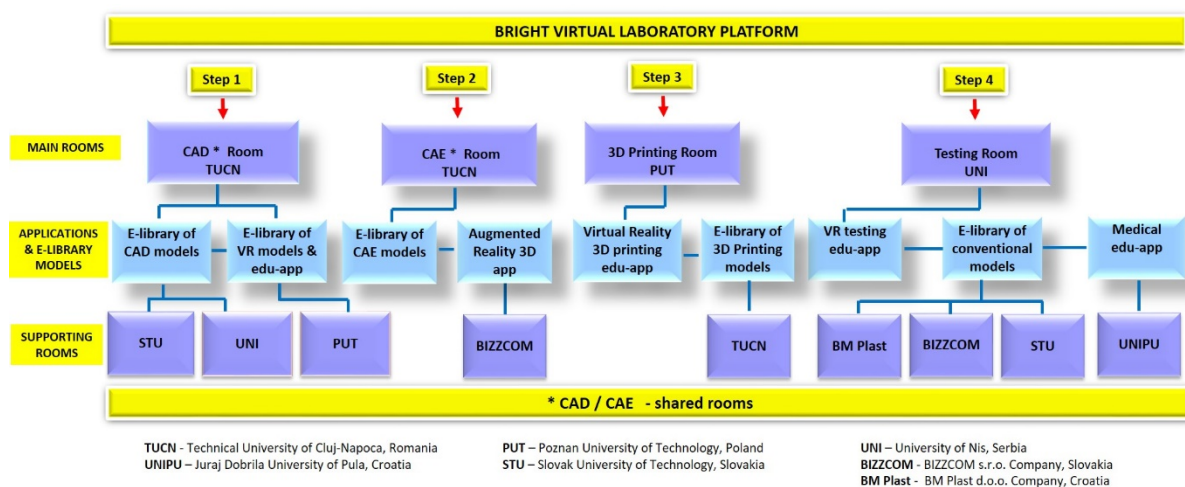 BRIGHT VIRTUAL LABORATORY PLATFORM
Step 1
Step 2
Step 3
Step 4
MAIN ROOMS
CAD * Room
TUCN
CAE * Room
TUCN
3D Printing Room
PUT
Testing Room
UNI
APPLICATIONS
& E-LIBRARY
MODELS
E-library of
CAD models
E-library of
VR models &
edu-app
E-library of
CAE models
Augmented
Reality 3D
app
Virtual Reality
3D printing
edu-app
E-library of
3D Printing
models
VR testing
edu-app
E-library of
conventional
models
Medical
edu-app
SUPPORTING
ROOMS
STU
UNI
PUT
BIZZCOM
TUCN
BM Plast
BIZZCOM
STU
UNIPU
* CAD / CAE - shared rooms
TUCN - Technical University of Cluj-Napoca, Romania
UNIPU – Juraj Dobrila University of Pula, Croatia
PUT – Poznan University of Technology, Poland
STU – Slovak University of Technology, Slovakia
UNI – University of Nis, Serbia
BIZZCOM - BIZZCOM s.r.o. Company, Slovakia
BM Plast - BM Plast d.o.o. Company, Croatia